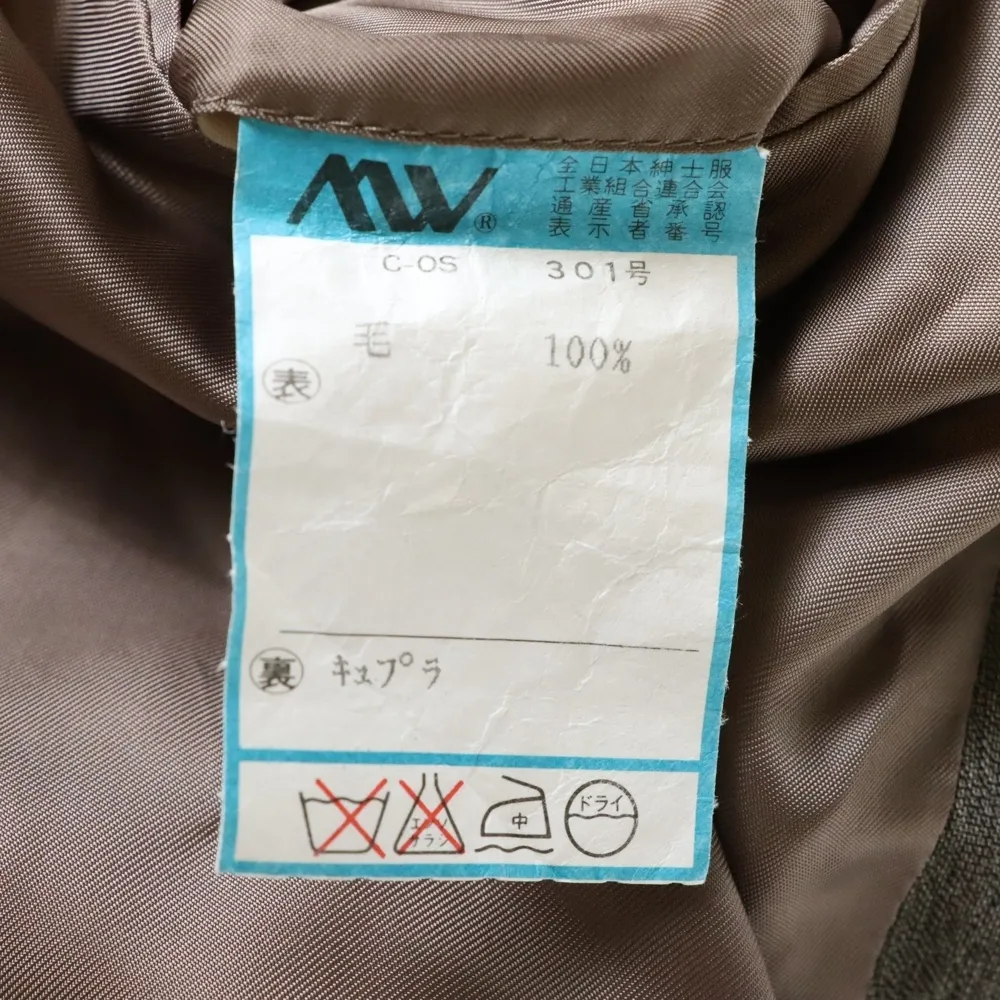 MW®
全日本紳士服
工業組合連合会
通産省承認
表示者番号
C-OS 301号
毛 100%
表
裏 キュプラ
エンソ
サラシ
中
ドライ